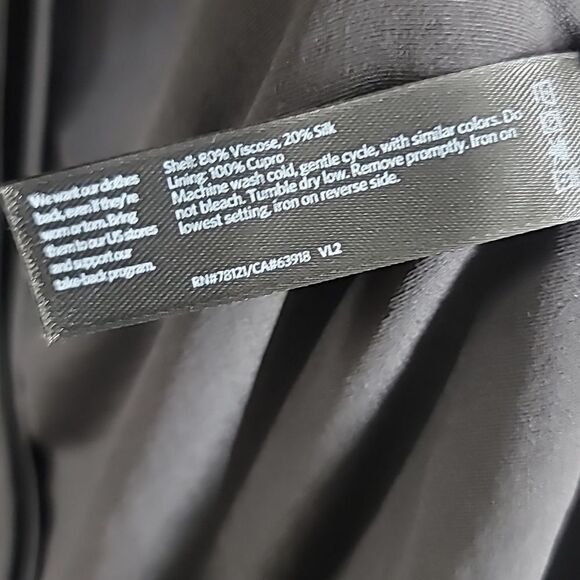 We want our clothes
back, even if they're
worn or torn. Bring
them to our US stores
and support our
take-back program.
Shell: 80% Viscose, 20% Silk
Lining: 100% Cupro
Machine wash cold, gentle cycle, with similar colors. Do
not bleach. Tumble dry low. Remove promptly. Iron on
lowest setting, iron on reverse side.
RN#78121/CA#63918 VL2